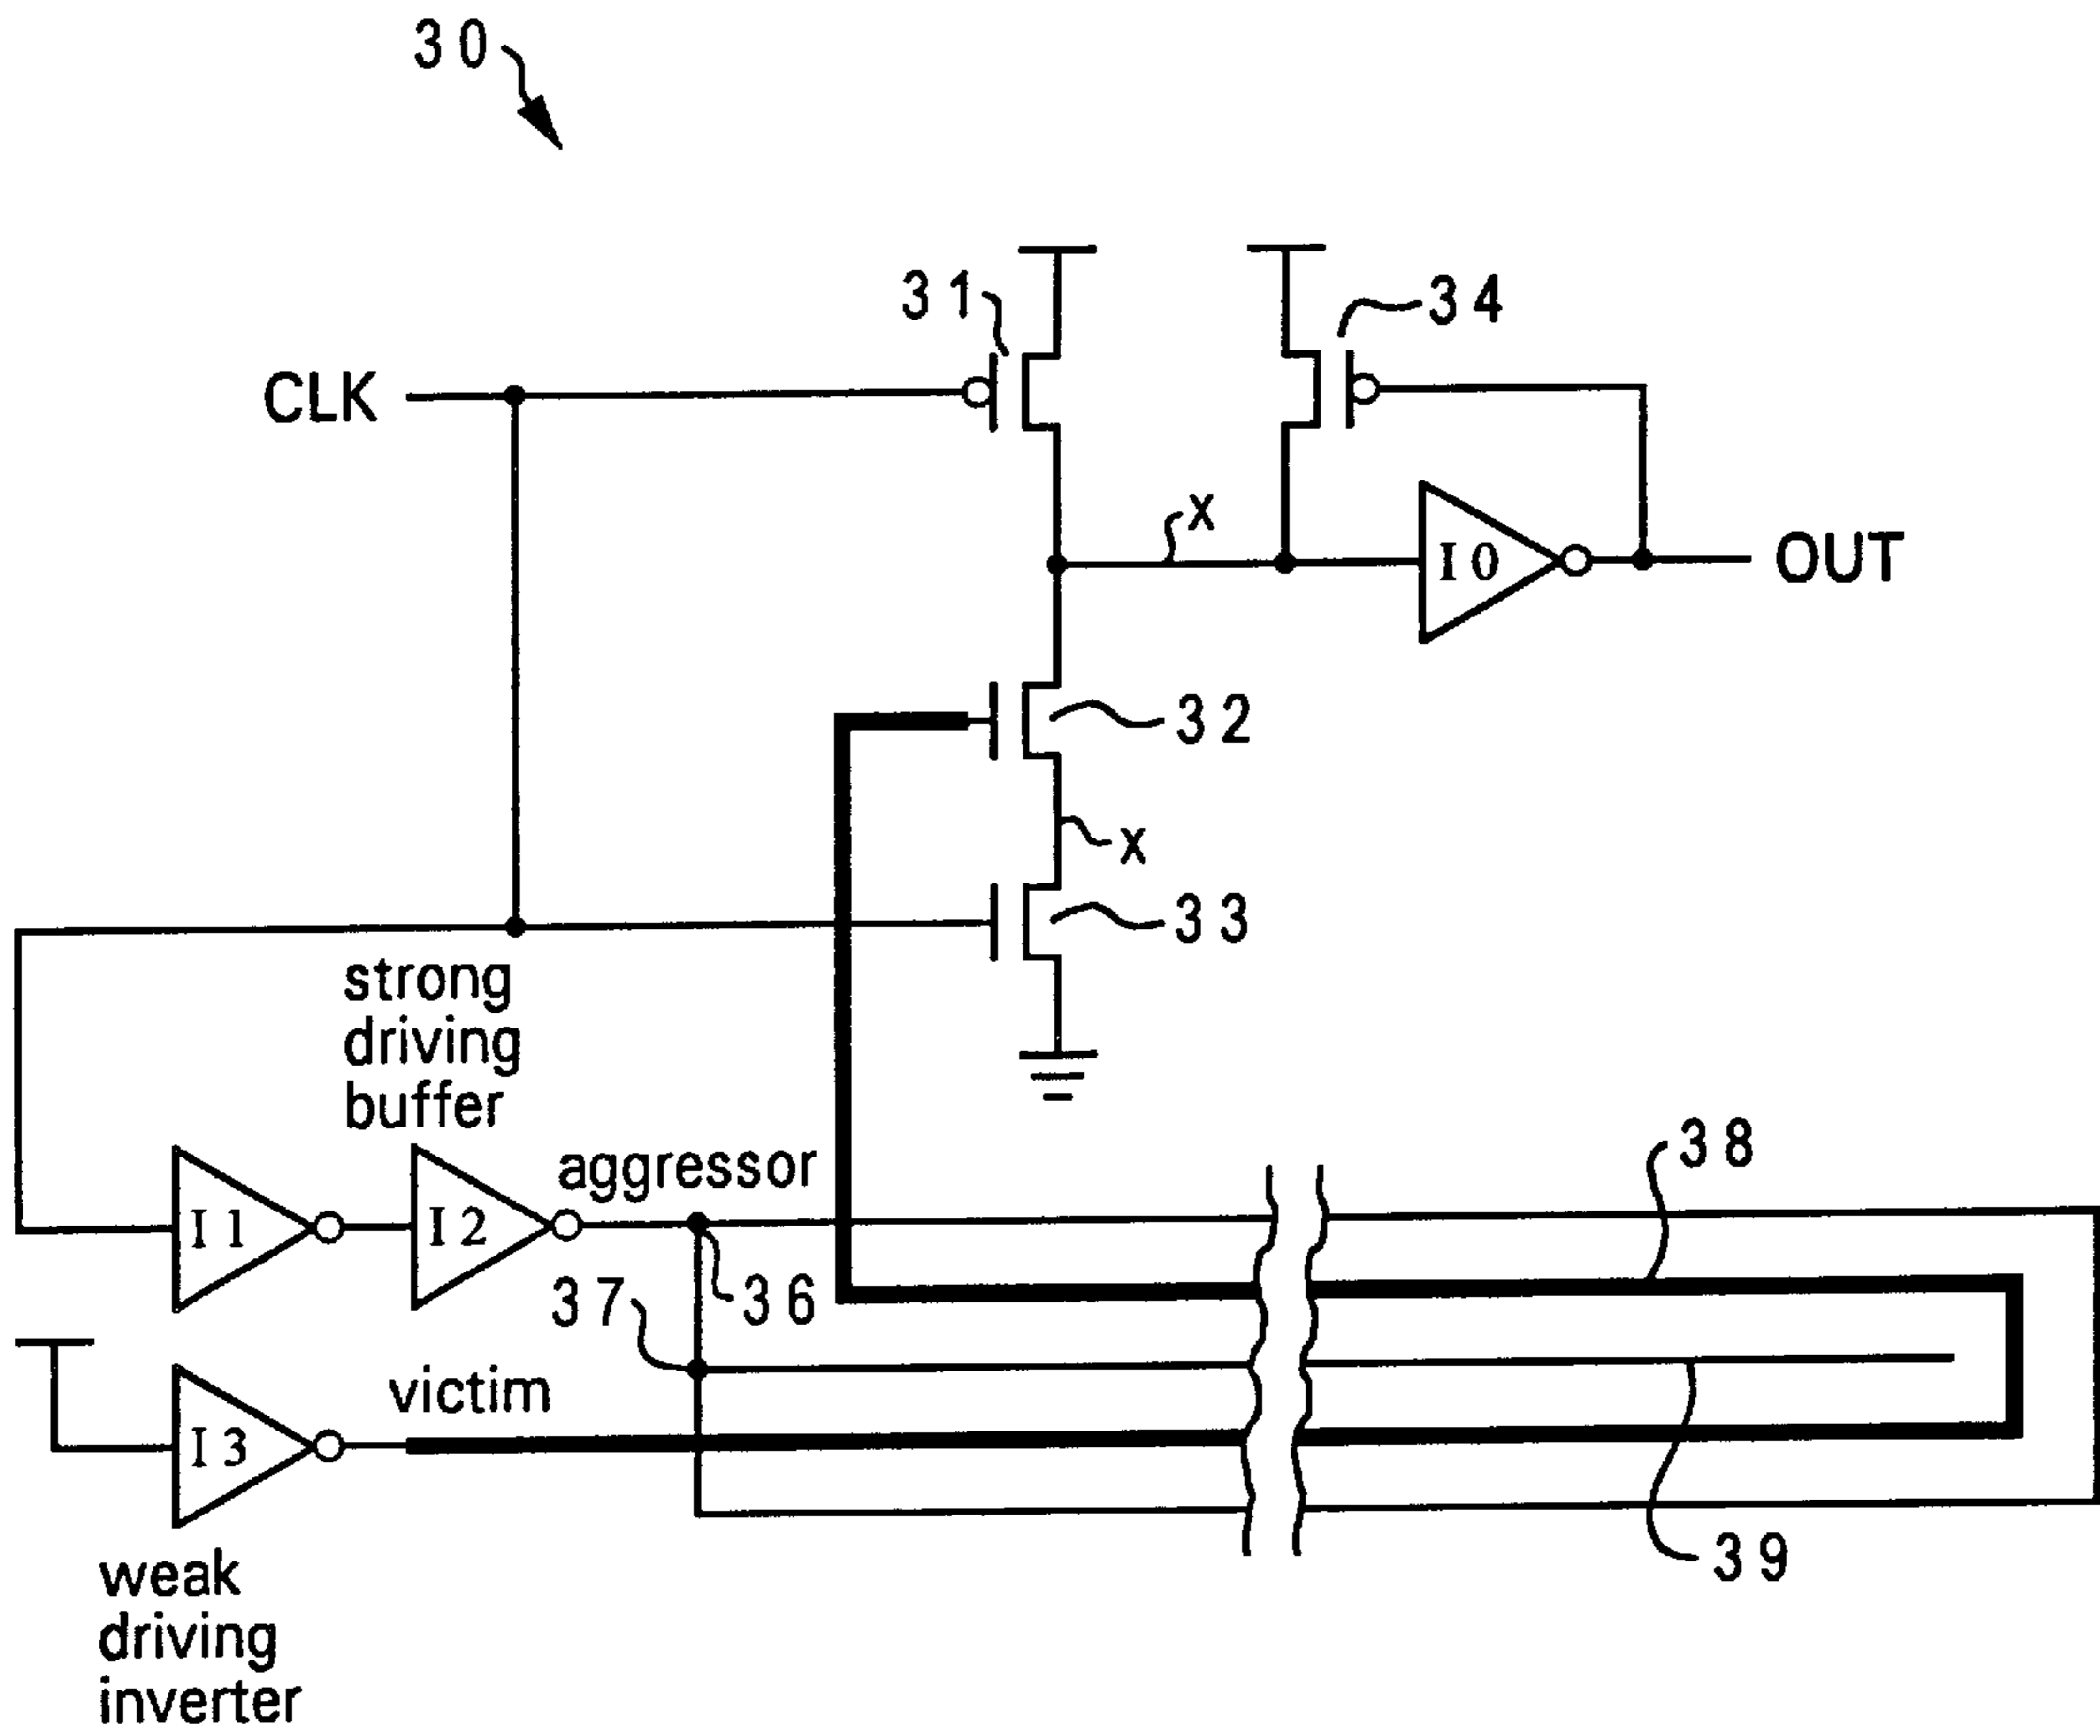 30
31
34
CLK
x
I0
OUT
32
x
33
strong
driving
buffer
38
aggressor
I1
I2
37
36
victim
I3
39
weak
driving
inverter